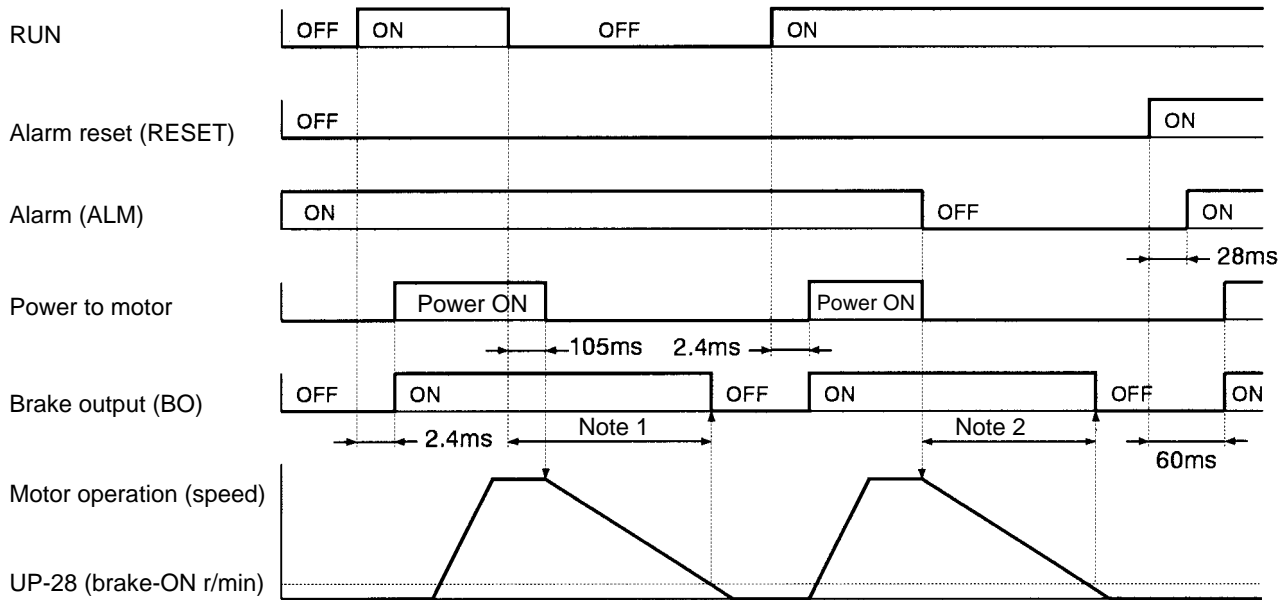 RUN OFF ON OFF ON
Alarm reset (RESET) OFF ON
Alarm (ALM) ON OFF ON
28ms
Power to motor Power ON Power ON
105ms 2.4ms
Brake output (BO) OFF ON OFF ON OFF ON
2.4ms Note 1 Note 2
60ms
Motor operation (speed)
UP-28 (brake-ON r/min)